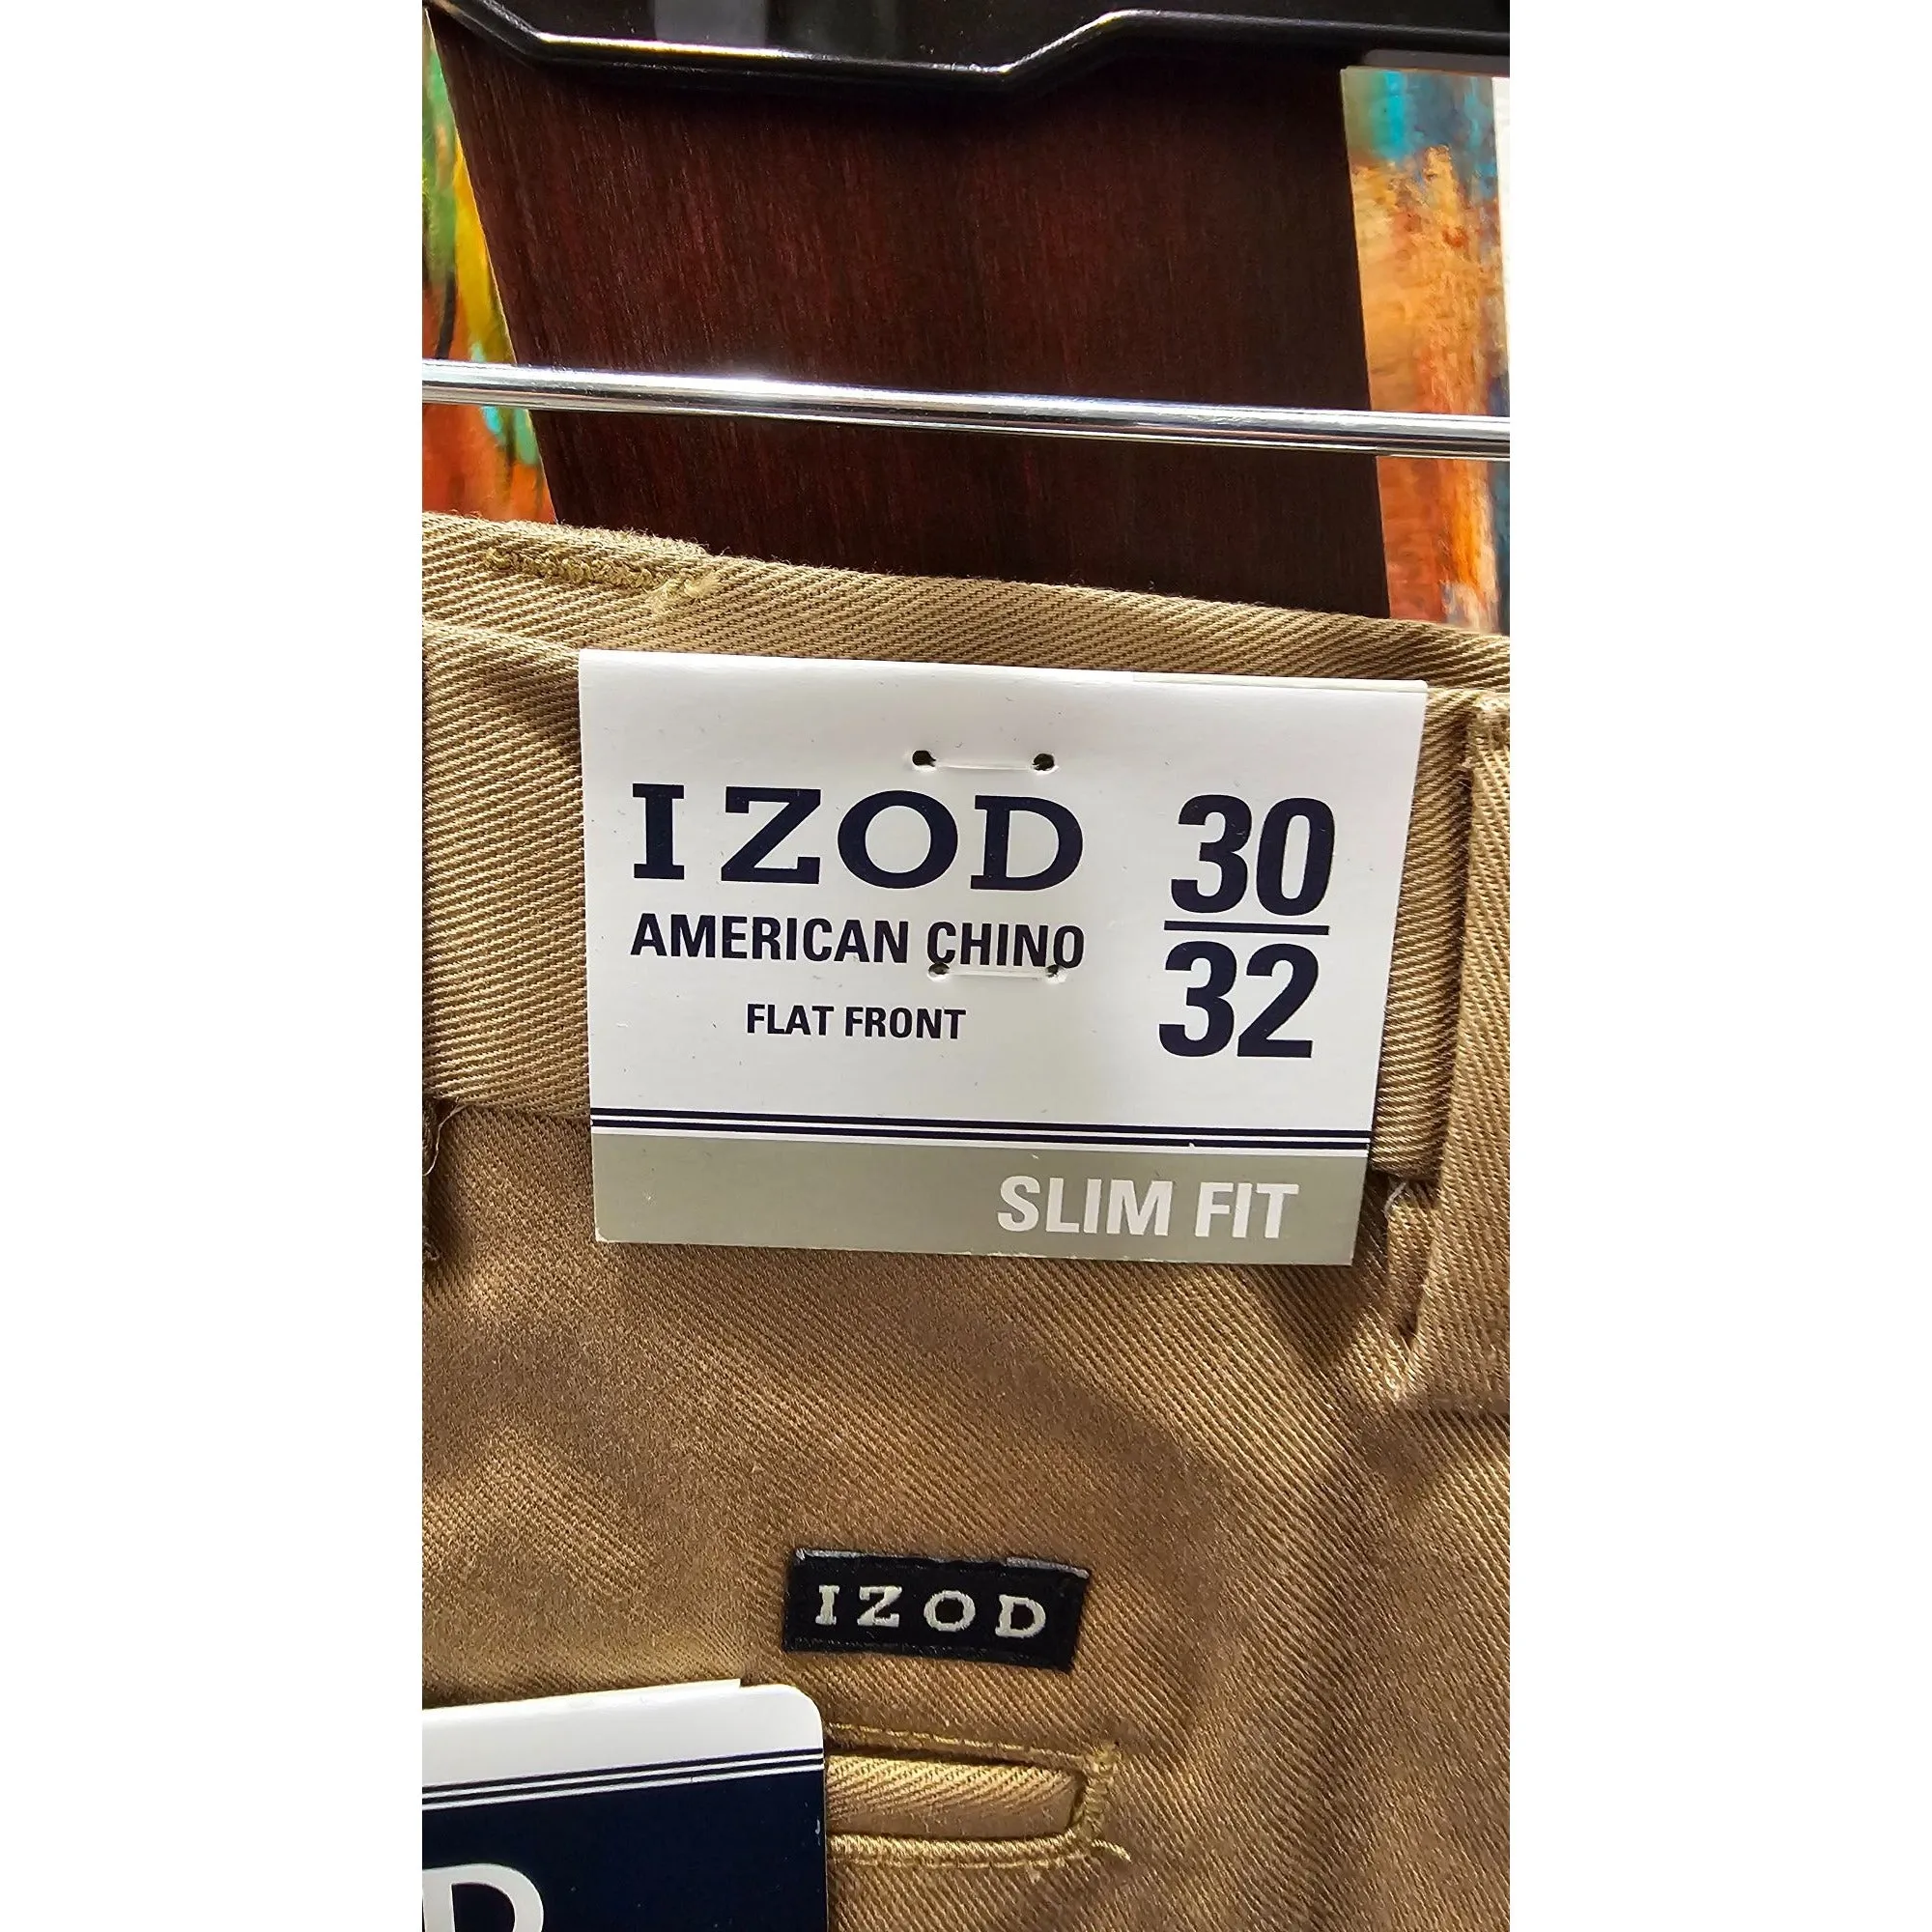 IZOD
AMERICAN CHINO
FLAT FRONT
30
32
SLIM FIT
IZOD